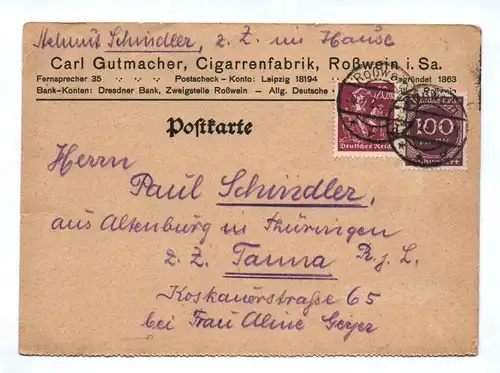 Helmut Schindler, z. Z. im Hause
Carl Gutmacher, Cigarrenfabrik, Roßwein i. Sa.
Fernsprecher 35 Postscheck-Konto: Leipzig 18194 gegründet 1863
Bank-Konten: Dresdner Bank, Zweigstelle Roßwein - Allg. Deutsche
Postkarte
Deutsches Reich
100
Herrn
Paul Schindler,
aus Altenburg in Thüringen
z. Z. Tanna R. j. L.
Koskauerstraße 65
bei Frau Aline Geyer